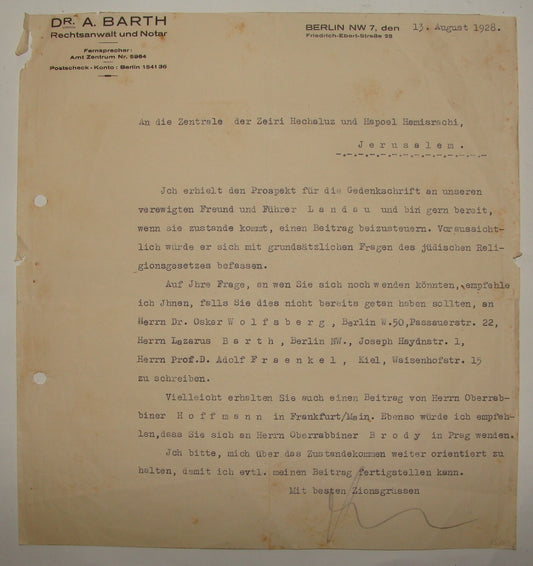 DR. A. BARTH
Rechtsanwalt und Notar
Fernsprecher:
Amt Zentrum Nr. 5964
Postscheck-Konto: Berlin 154136
BERLIN NW 7, den 13. August 1928.
Friedrich-Ebert-Straße 28
An die Zentrale der Zeiri Hechaluz und Hapoel Hamisrachi,
Jerusalem.
Ich erhielt den Prospekt für die Gedenkschrift an unseren
verewigten Freund und Führer Landau und bin gern bereit,
wenn sie zustande kommt, einen Beitrag beizusteuern. Voraussicht-
lich würde er sich mit grundsätzlichen Fragen des jüdischen Reli-
gionsgesetzes befassen.
Auf Jhre Frage, an wen Sie sich noch wenden könnten, empfehle
ich Jhnen, falls Sie dies nicht bereits getan haben sollten, an
Herrn Dr. Oskar Wolfsberg, Berlin W.50, Passauerstr. 22,
Herrn Lazarus Barth, Berlin NW., Joseph Haydnstr. 1,
Herrn Prof.D. Adolf Fraenkel, Kiel, Waisenhofstr. 15
zu schreiben.
Vielleicht erhalten Sie auch einen Beitrag von Herrn Oberrab-
biner Hoffmann in Frankfurt/Main. Ebenso würde ich empfeh-
len, dass Sie sich an Herrn Oberrabbiner Brody in Prag wenden.
Jch bitte, mich über das Zustandekommen weiter orientiert zu
halten, damit ich evtl. meinen Beitrag fertigstellen kann.
Mit besten Zionsgrüssen